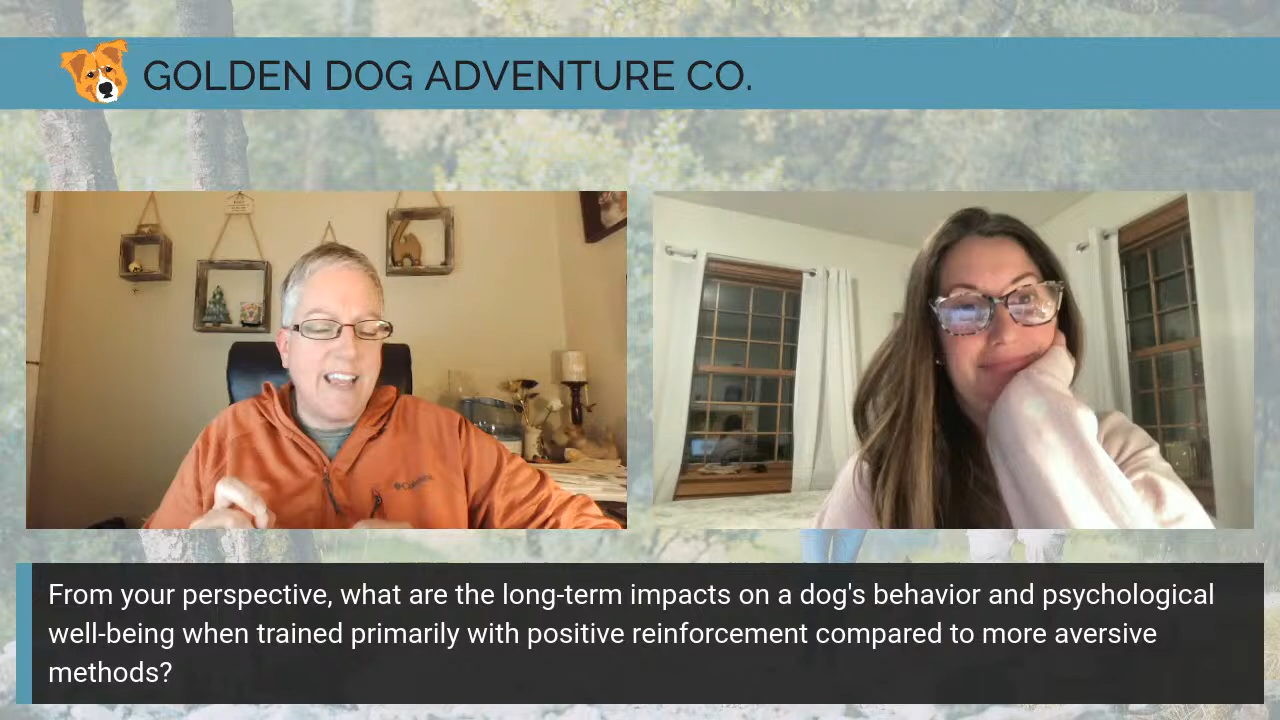 GOLDEN DOG ADVENTURE CO.
Columbia
From your perspective, what are the long-term impacts on a dog's behavior and psychological
well-being when trained primarily with positive reinforcement compared to more aversive
methods?